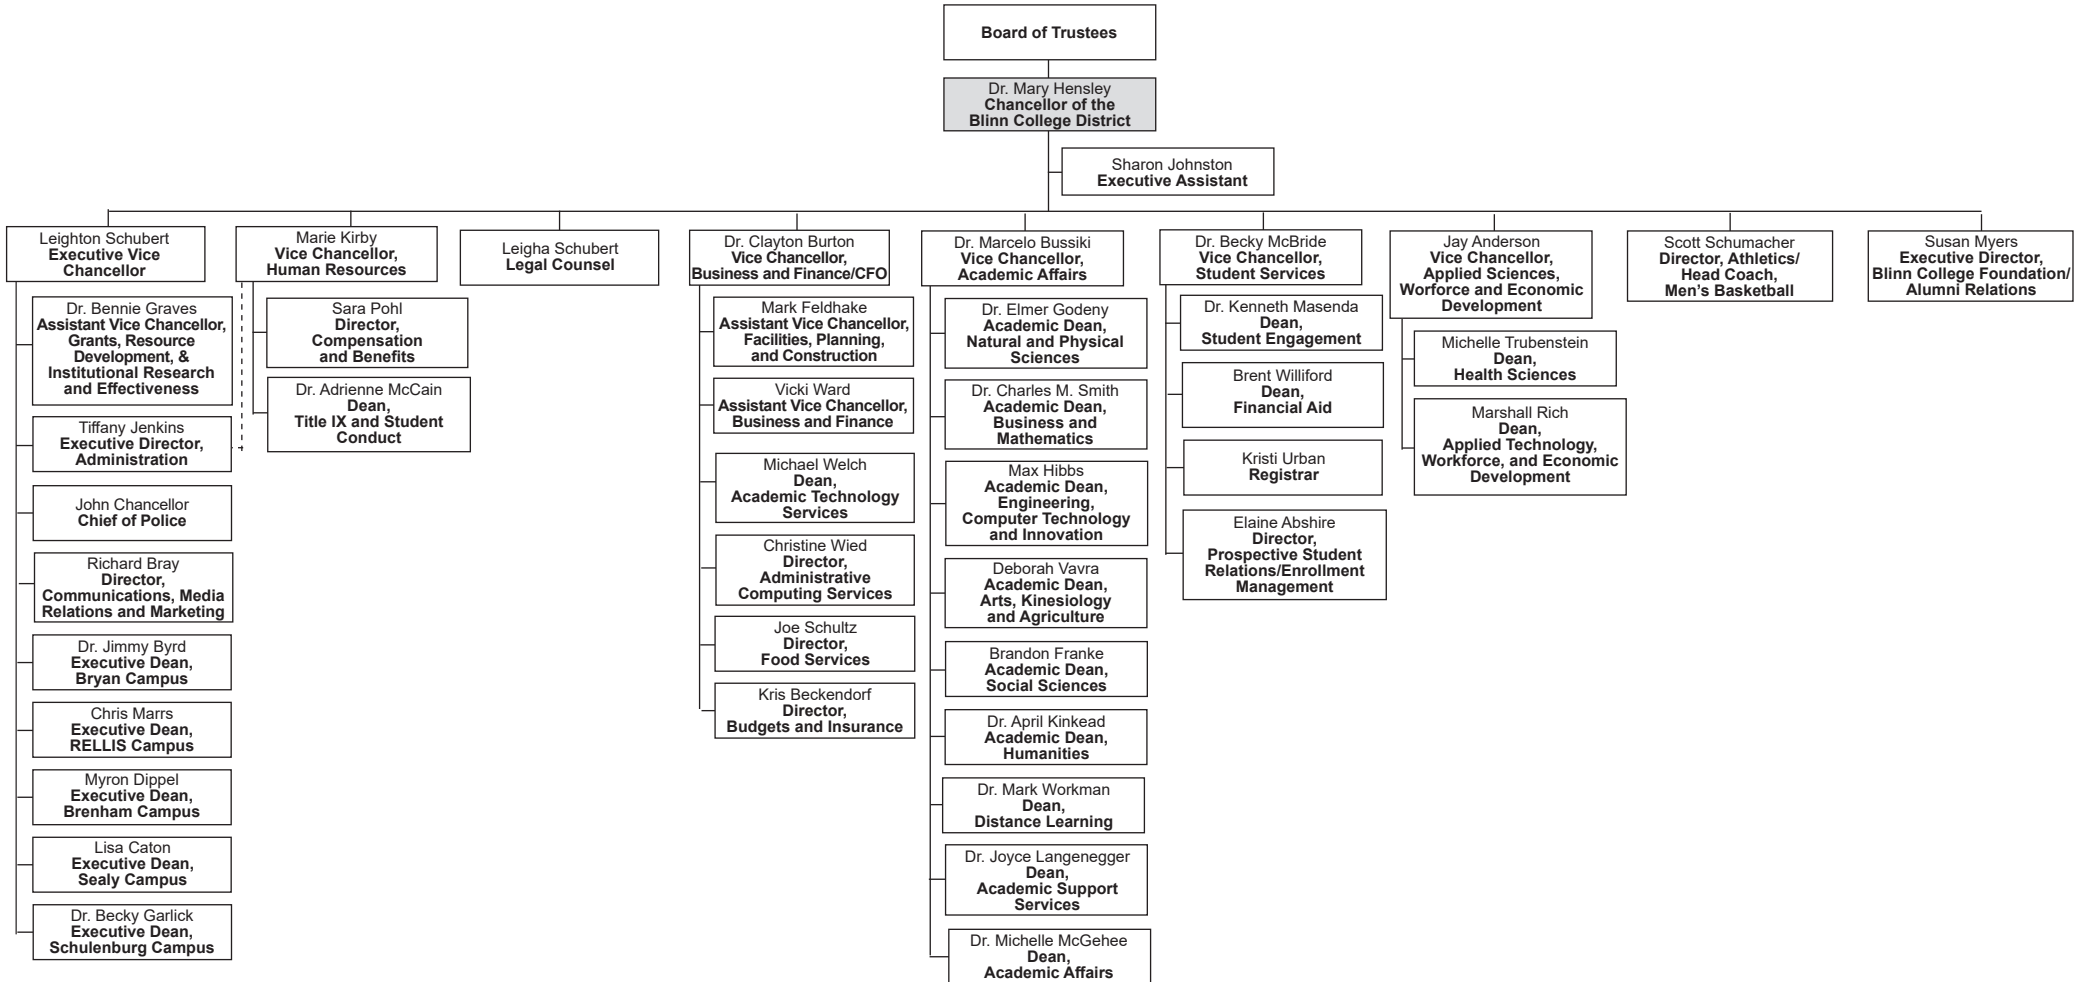 Board of Trustees
Dr. Mary Hensley
Chancellor of the
Blinn College District
Sharon Johnston
Executive Assistant
Leighton Schubert
Executive Vice
Chancellor
Dr. Bennie Graves
Assistant Vice Chancellor,
Grants, Resource
Development, &
Institutional Research
and Effectiveness
Tiffany Jenkins
Executive Director,
Administration
John Chancellor
Chief of Police
Richard Bray
Director,
Communications, Media
Relations and Marketing
Dr. Jimmy Byrd
Executive Dean,
Bryan Campus
Chris Marrs
Executive Dean,
RELLIS Campus
Myron Dippel
Executive Dean,
Brenham Campus
Lisa Caton
Executive Dean,
Sealy Campus
Dr. Becky Garlick
Executive Dean,
Schulenburg Campus
Marie Kirby
Vice Chancellor,
Human Resources
Sara Pohl
Director,
Compensation
and Benefits
Dr. Adrienne McCain
Dean,
Title IX and Student
Conduct
Leigha Schubert
Legal Counsel
Dr. Clayton Burton
Vice Chancellor,
Business and Finance/CFO
Mark Feldhake
Assistant Vice Chancellor,
Facilities, Planning,
and Construction
Vicki Ward
Assistant Vice Chancellor,
Business and Finance
Michael Welch
Dean,
Academic Technology
Services
Christine Wied
Director,
Administrative
Computing Services
Joe Schultz
Director,
Food Services
Kris Beckendorf
Director,
Budgets and Insurance
Dr. Marcelo Bussiki
Vice Chancellor,
Academic Affairs
Dr. Elmer Godeny
Academic Dean,
Natural and Physical
Sciences
Dr. Charles M. Smith
Academic Dean,
Business and
Mathematics
Max Hibbs
Academic Dean,
Engineering,
Computer Technology
and Innovation
Deborah Vavra
Academic Dean,
Arts, Kinesiology
and Agriculture
Brandon Franke
Academic Dean,
Social Sciences
Dr. April Kinkead
Academic Dean,
Humanities
Dr. Mark Workman
Dean,
Distance Learning
Dr. Joyce Langenegger
Dean,
Academic Support
Services
Dr. Michelle McGehee
Dean,
Academic Affairs
Dr. Becky McBride
Vice Chancellor,
Student Services
Dr. Kenneth Masenda
Dean,
Student Engagement
Brent Williford
Dean,
Financial Aid
Kristi Urban
Registrar
Elaine Abshire
Director,
Prospective Student
Relations/Enrollment
Management
Jay Anderson
Vice Chancellor,
Applied Sciences,
Worforce and Economic
Development
Michelle Trubenstein
Dean,
Health Sciences
Marshall Rich
Dean,
Applied Technology,
Workforce, and Economic
Development
Scott Schumacher
Director, Athletics/
Head Coach,
Men's Basketball
Susan Myers
Executive Director,
Blinn College Foundation/
Alumni Relations